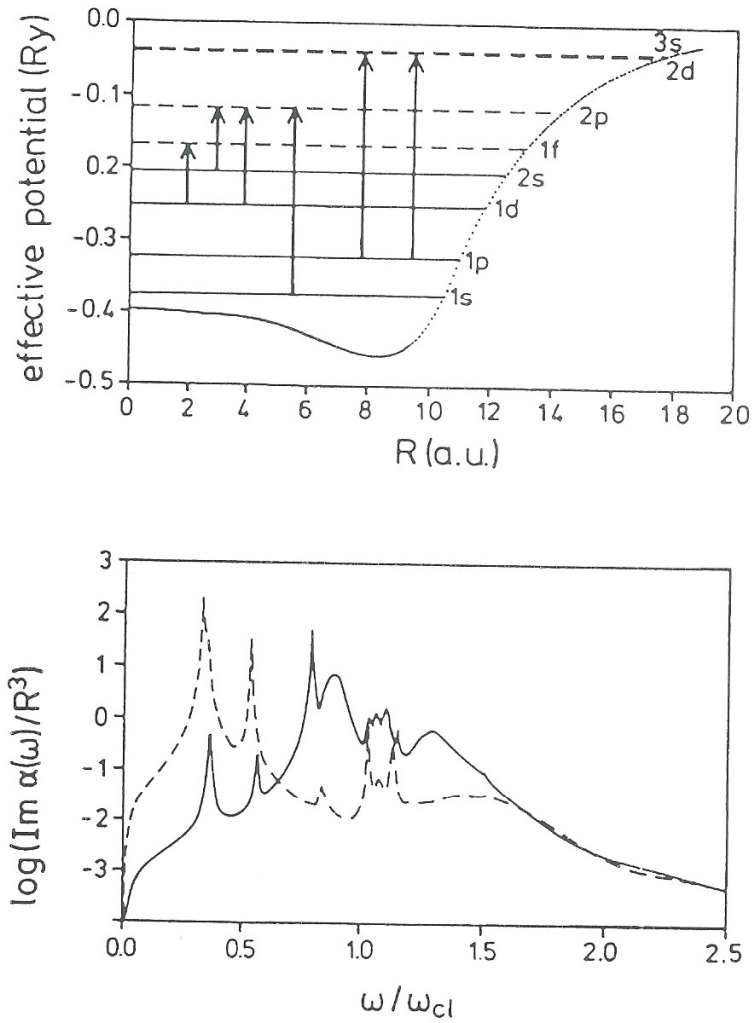 effective potential (Ry)
0.0
-0.1
0.2
-0.3
-0.4
-0.5
3s
2d
2p
1f
2s
1d
1p
1s
0 2 4 6 8 10 12 14 16 18 20
R (a.u.)
log(Im α(ω)/R³)
3
2
1
0
-1
-2
-3
0.0 0.5 1.0 1.5 2.0 2.5
ω/ω_cl